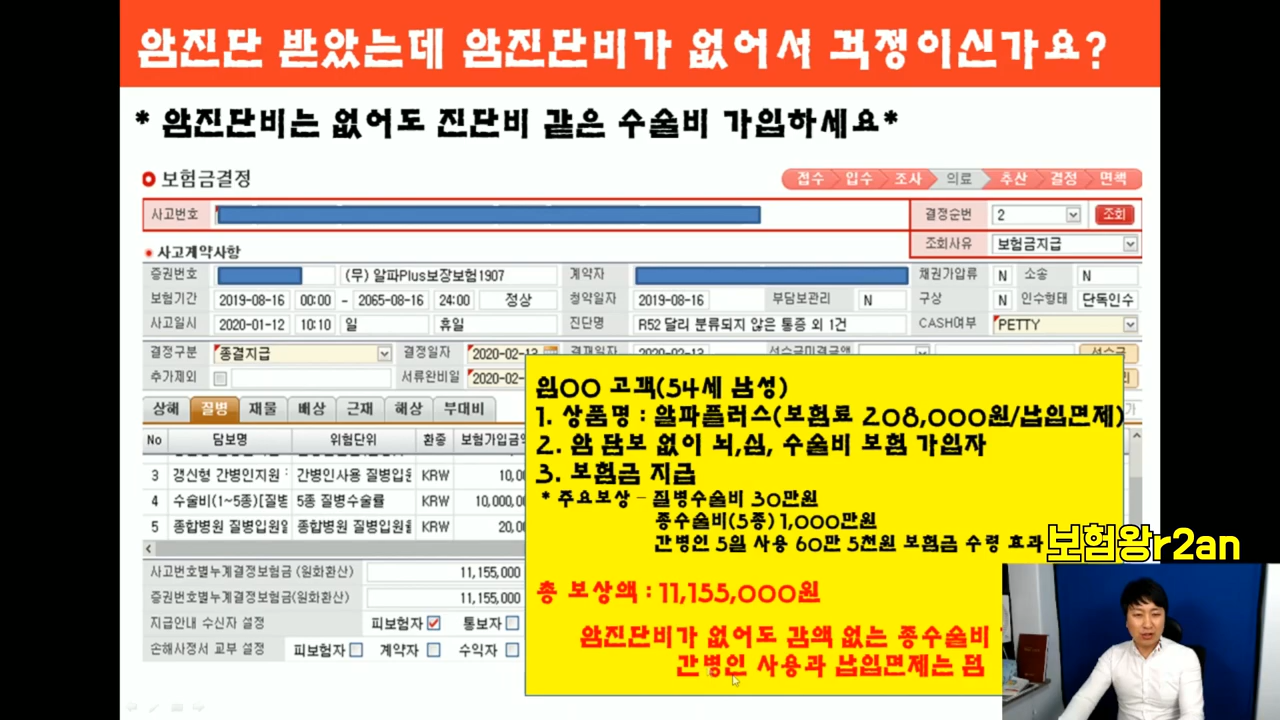 암진단 받았는데 암진단비가 없어서 걱정이신가요?
* 암진단비는 없어도 진단비 같은 수술비 가입하세요*
보험금결정
접수 입수 조사 의료 추산 결정 면책
사고번호 결정순번 2 조회
조회사유 보험금지급
사고계약사항
증권번호 (무) 알파Plus보장보험1907 계약자 채권가압류 N 소송 N
보험기간 2019-08-16 00:00 - 2065-08-16 24:00 정상 청약일자 2019-08-16 부담보관리 N 구상 N 인수형태 단독인수
사고일시 2020-01-12 10:10 일 휴일 진단명 R52 달리 분류되지 않은 통증 외 1건 CASH여부 PETTY
결정구분 종결지급 결정일자 2020-02-13 결재일자 2020-02-13 선수금미결금액 선수금
추가제외 서류완비일 2020-02-
상해 질병 재물 배상 근재 해상 부대비
No 담보명 위험단위 환종 보험가입금액
3 갱신형 간병인지원 간병인사용 질병입원 KRW 10,00
4 수술비(1~5종)[질병 5종 질병수술률 KRW 10,000,00
5 종합병원 질병입원일 종합병원 질병입원율 KRW 20,00
사고번호별누계결정보험금 (원화환산) 11,155,000
증권번호별누계결정보험금(원화환산) 11,155,000
지급안내 수신자 설정 피보험자 통보자
손해사정서 교부 설정 피보험자 계약자 수익자
임OO 고객(54세 남성)
1. 상품명 : 알파플러스(보험료 208,000원/납입면제)
2. 암 담보 없이 뇌,심, 수술비 보험 가입자
3. 보험금 지급
* 주요보상 - 질병수술비 30만원
종수술비(5종) 1,000만원
간병인 5일 사용 60만 5천원 보험금 수령 효과
총 보상액 : 11,155,000원
암진단비가 없어도 감액 없는 종수술비
간병인 사용과 납입면제는 덤
보험왕r2an